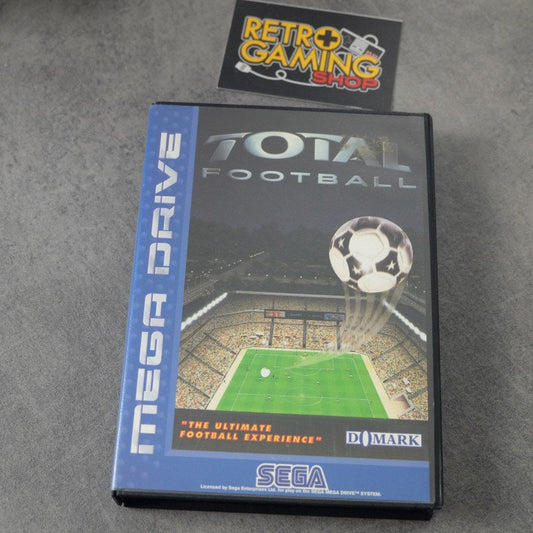 RETRO
GAMING
SHOP
MEGA DRIVE
TOTAL
FOOTBALL
"THE ULTIMATE
FOOTBALL EXPERIENCE"
DOMARK
SEGA
Licensed by Sega Enterprises Ltd. for play on the SEGA MEGA DRIVE™ SYSTEM.